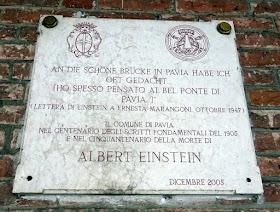 AN DIE SCHÖNE BRÜCKE IN PAVIA HABE ICH
OFT GEDACHT
(HO SPESSO PENSATO AL BEL PONTE DI
PAVIA.)
(LETTERA DI EINSTEIN A ERNESTA MARANGONI, OTTOBRE 1947)
IL COMUNE DI PAVIA
NEL CENTENARIO DEGLI SCRITTI FONDAMENTALI DEL 1905
E NEL CINQUANTENARIO DELLA MORTE DI
ALBERT EINSTEIN
DICEMBRE 2005